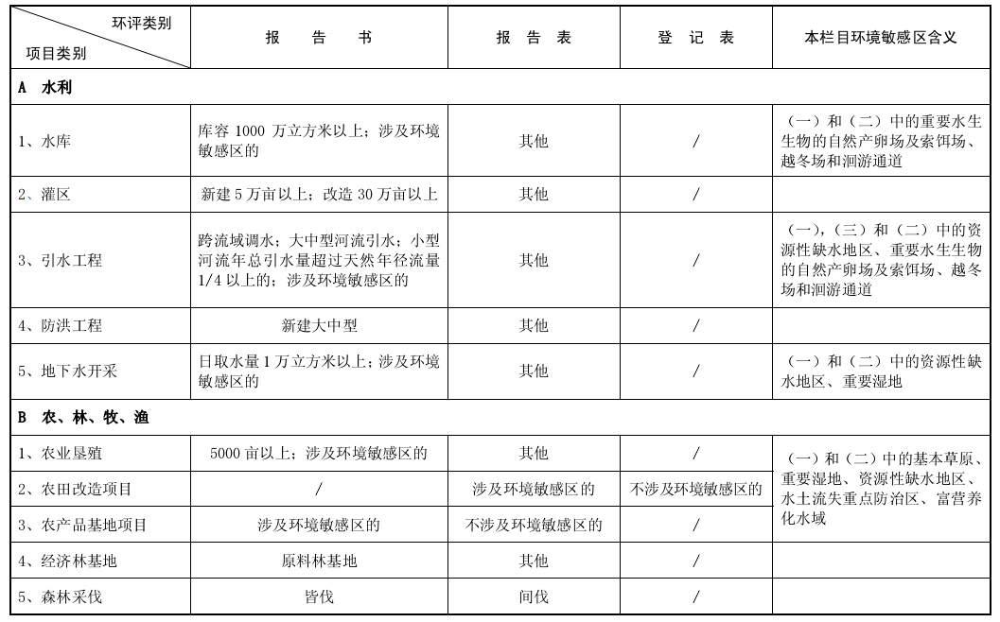 环评类别
项目类别
报 告 书
报 告 表
登 记 表
本栏目环境敏感区含义
A 水利
1、水库
库容 1000 万立方米以上；涉及环境
敏感区的
其他
/
（一）和（二）中的重要水生
生物的自然产卵场及索饵场、
越冬场和洄游通道
2、灌区
新建 5 万亩以上；改造 30 万亩以上
其他
/
3、引水工程
跨流域调水；大中型河流引水；小型
河流年总引水量超过天然年径流量
1/4 以上的；涉及环境敏感区的
其他
/
（一），（三）和（二）中的资
源性缺水地区、重要水生生物
的自然产卵场及索饵场、越冬
场和洄游通道
4、防洪工程
新建大中型
其他
/
5、地下水开采
日取水量 1 万立方米以上；涉及环境
敏感区的
其他
/
（一）和（二）中的资源性缺
水地区、重要湿地
B 农、林、牧、渔
1、农业垦殖
5000 亩以上；涉及环境敏感区的
其他
/
（一）和（二）中的基本草原、
重要湿地、资源性缺水地区、
水土流失重点防治区、富营养
化水域
2、农田改造项目
/
涉及环境敏感区的
不涉及环境敏感区的
3、农产品基地项目
涉及环境敏感区的
不涉及环境敏感区的
/
4、经济林基地
原料林基地
其他
/
5、森林采伐
皆伐
间伐
/